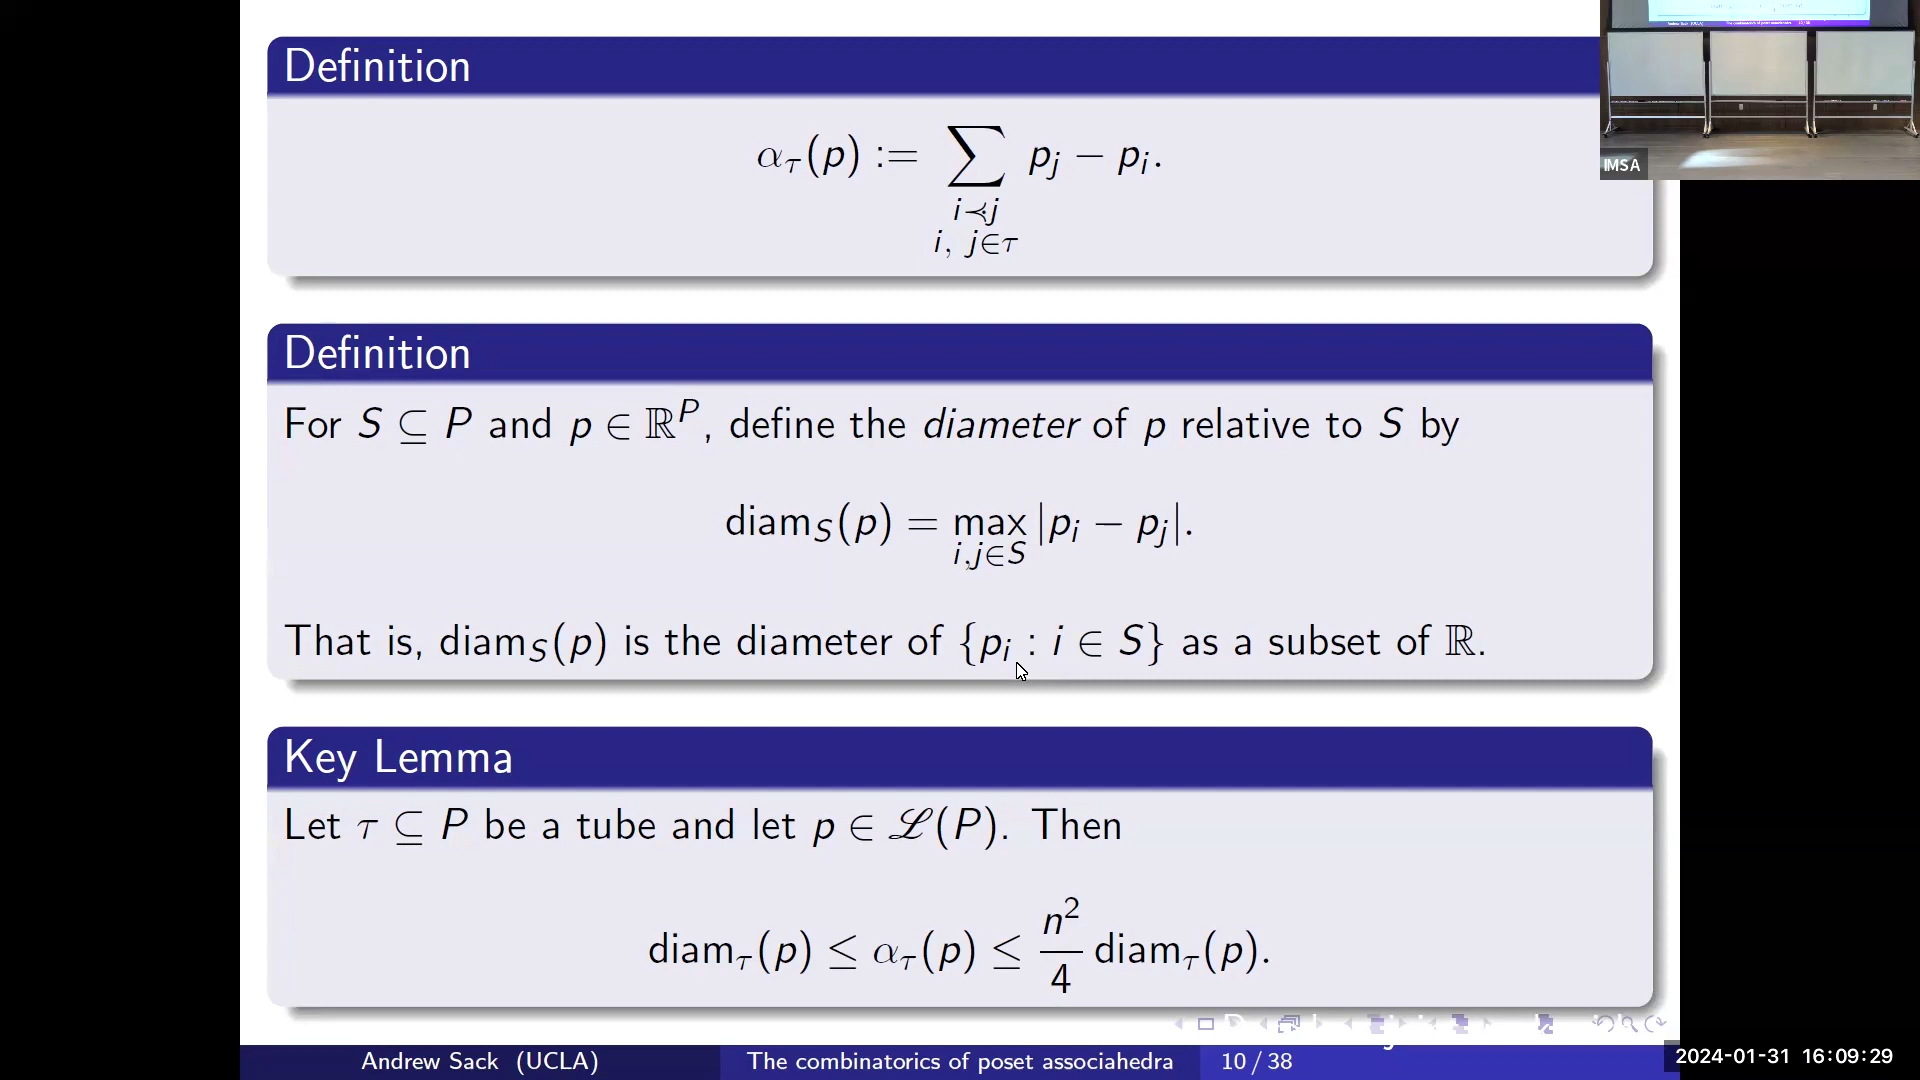 Definition
α_τ(p) := ∑ p_j − p_i.
i⋖j
i, j∈τ
Definition
For S ⊆ P and p ∈ ℝ^P, define the diameter of p relative to S by
diam_S(p) = max |p_i − p_j|.
i,j∈S
That is, diam_S(p) is the diameter of {p_i : i ∈ S} as a subset of ℝ.
Key Lemma
Let τ ⊆ P be a tube and let p ∈ ℒ(P). Then
diam_τ(p) ≤ α_τ(p) ≤ n²/4 diam_τ(p).
Andrew Sack (UCLA) The combinatorics of poset associahedra 10 / 38
IMSA
2024-01-31 16:09:29